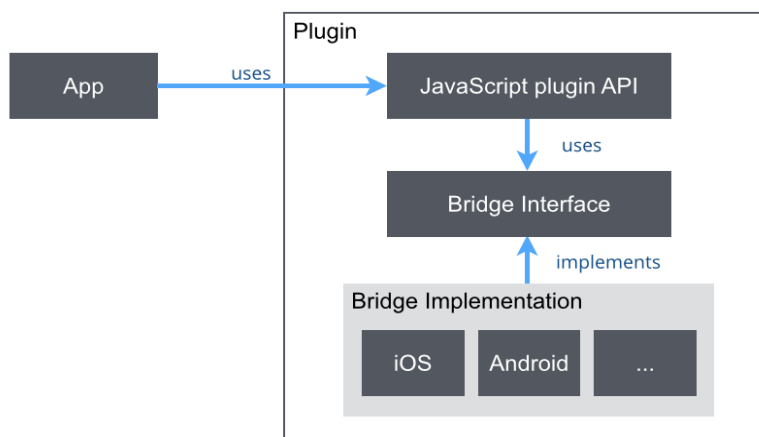 Plugin
App
uses
JavaScript plugin API
uses
Bridge Interface
implements
Bridge Implementation
iOS
Android
...